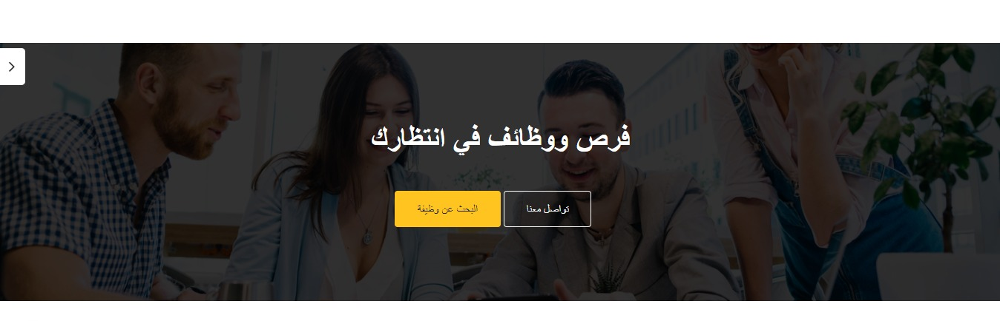 فرص ووظائف في انتظارك
تواصل معنا
البحث عن وظيفة